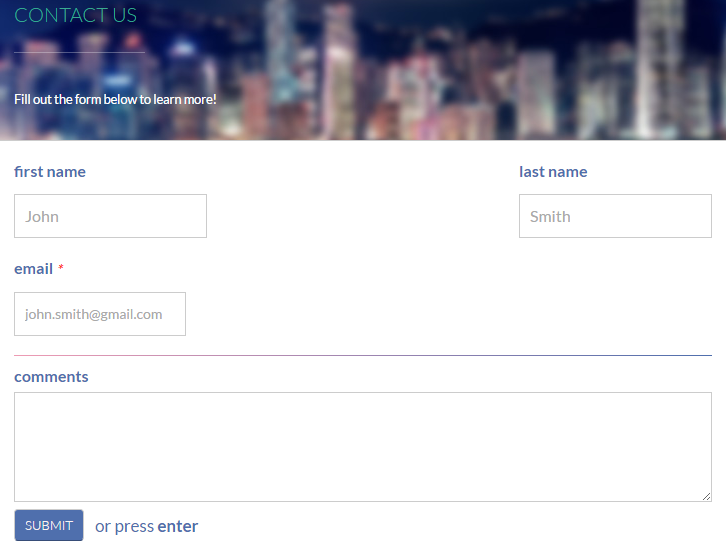 CONTACT US
Fill out the form below to learn more!
first name
last name
John
Smith
email *
john.smith@gmail.com
comments
SUBMIT or press enter